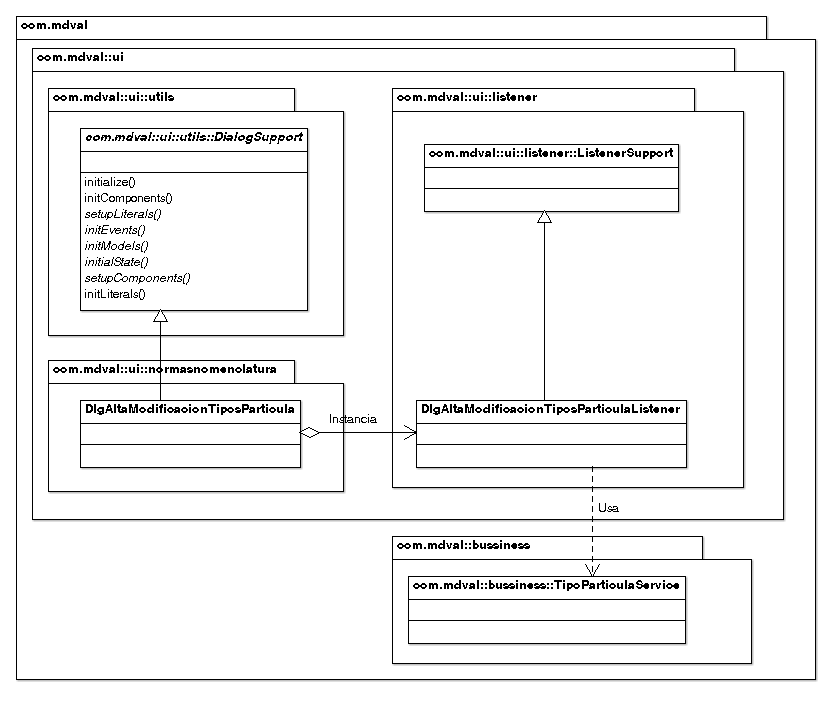 com.mdval
com.mdval::ui
com.mdval::ui::utils
com.mdval::ui::utils::DialogSupport
initialize()
initComponents()
setupLiterals()
initEvents()
initModels()
initialState()
setupComponents()
initLiterals()
com.mdval::ui::listener
com.mdval::ui::listener::ListenerSupport
com.mdval::ui::normasnomenolatura
DlgAltaModificacionTiposParticula
Instancia
DlgAltaModificacionTiposParticulaListener
Usa
com.mdval::bussiness
com.mdval::bussiness::TipoParticulaService